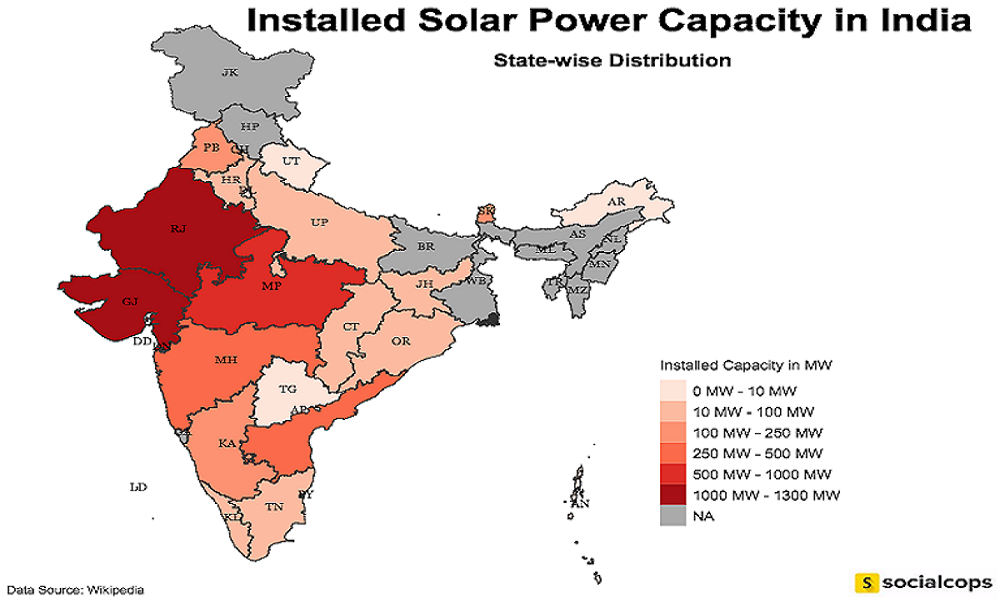 Installed Solar Power Capacity in India
State-wise Distribution
JK
HP
PB
CH
UT
HR
DL
RJ
UP
SK
AR
BR
AS
NL
ML
MN
TR
MZ
MP
JH
WB
GJ
CT
OR
DD
DN
MH
TG
AP
GA
KA
LD
TN
PY
KL
AN
Installed Capacity in MW
0 MW - 10 MW
10 MW - 100 MW
100 MW - 250 MW
250 MW - 500 MW
500 MW - 1000 MW
1000 MW - 1300 MW
NA
Data Source: Wikipedia
S socialcops